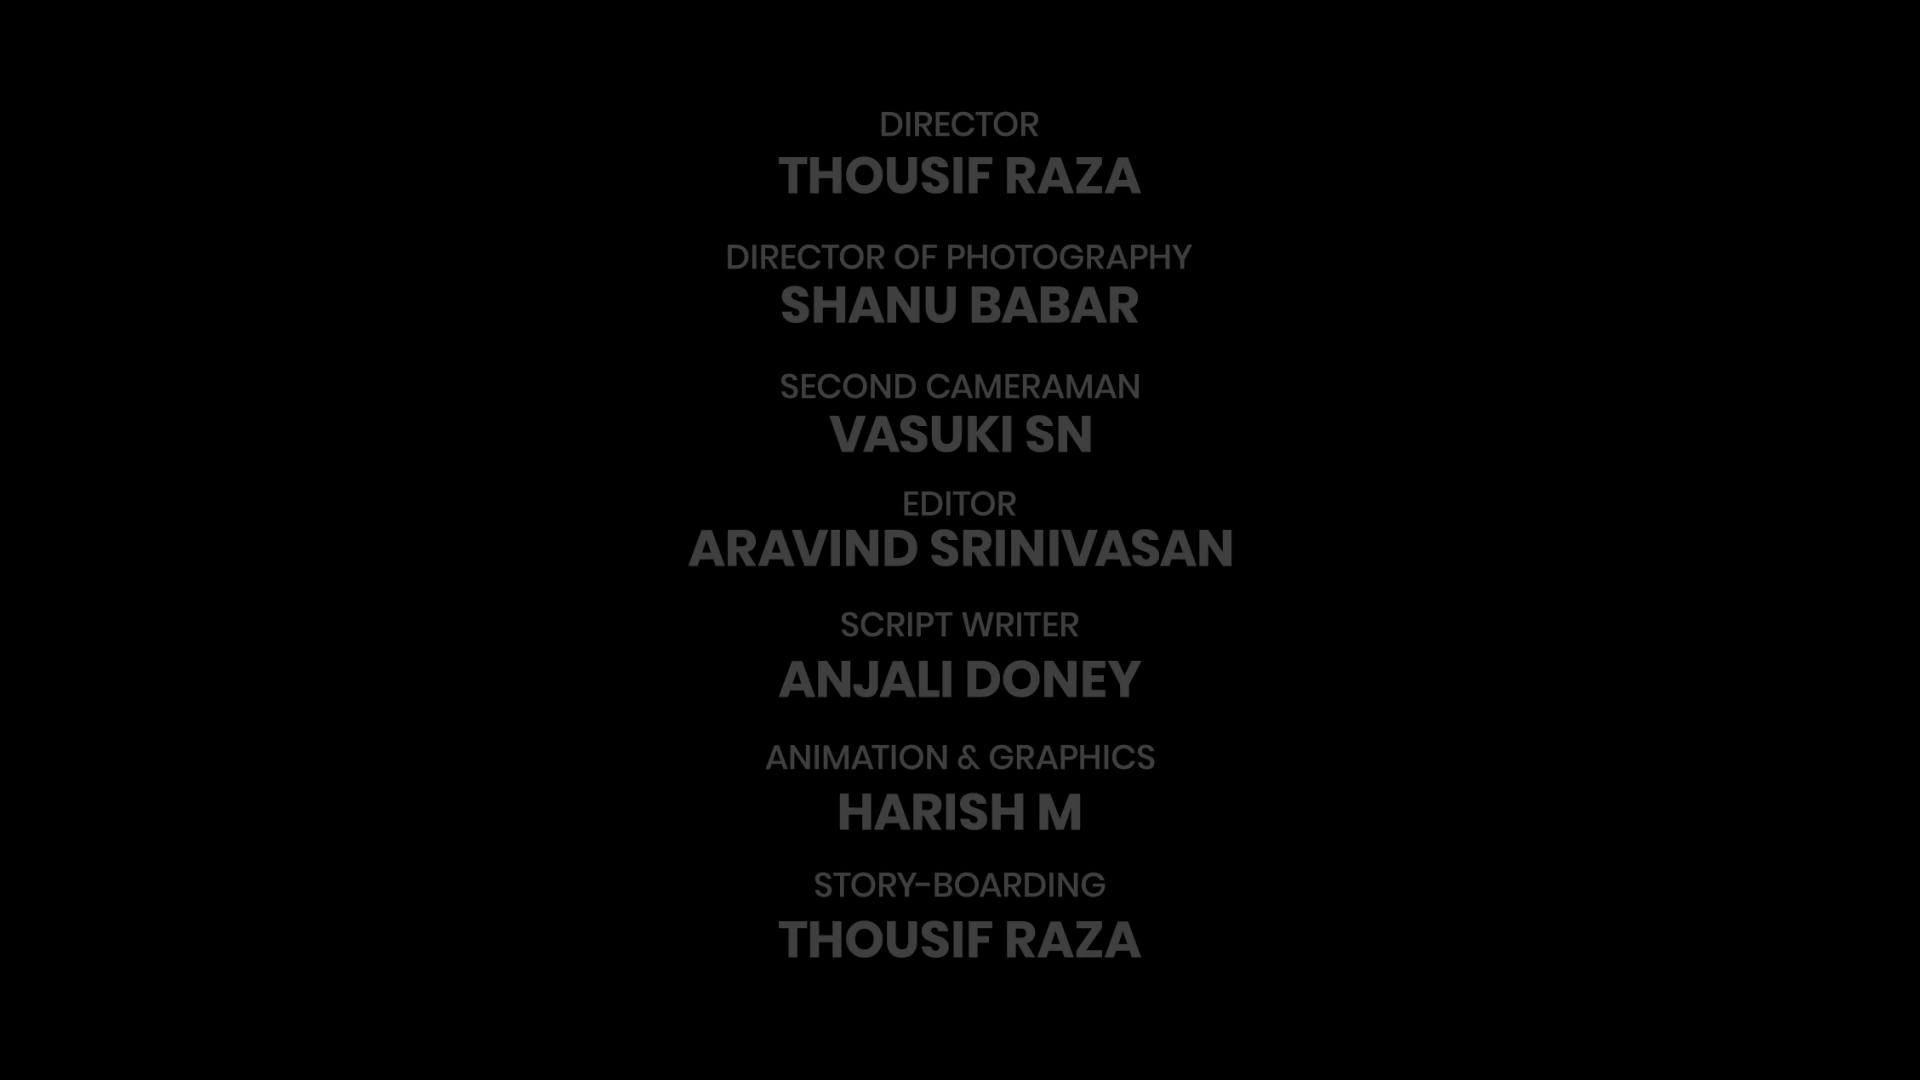 DIRECTOR
THOUSIF RAZA
DIRECTOR OF PHOTOGRAPHY
SHANU BABAR
SECOND CAMERAMAN
VASUKI SN
EDITOR
ARAVIND SRINIVASAN
SCRIPT WRITER
ANJALI DONEY
ANIMATION & GRAPHICS
HARISH M
STORY-BOARDING
THOUSIF RAZA